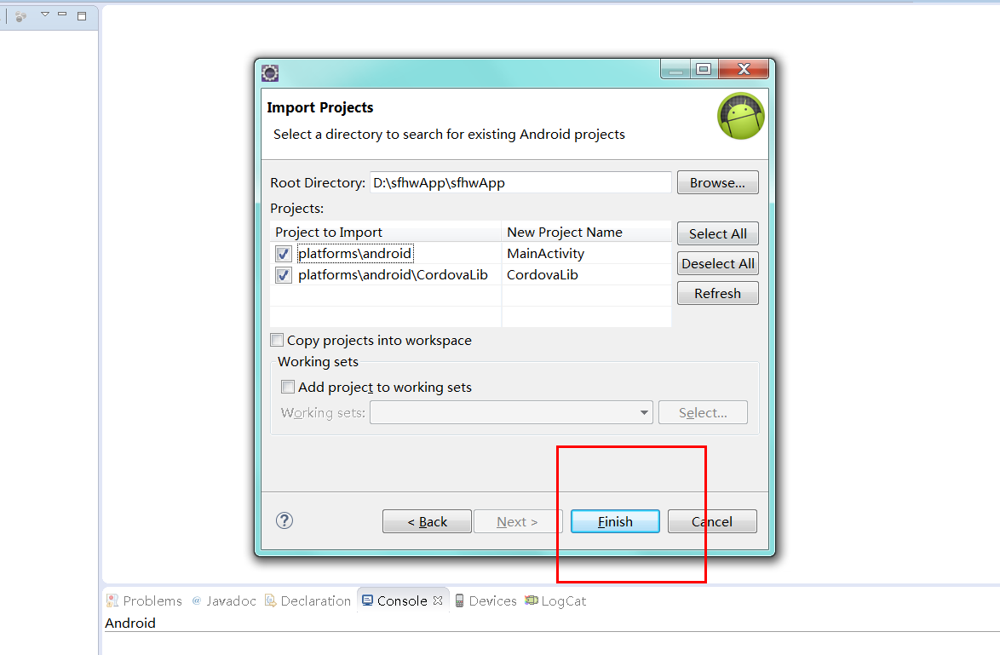 Import Projects
Select a directory to search for existing Android projects
Root Directory: D:\sfhwApp\sfhwApp Browse...
Projects:
Project to Import New Project Name Select All
platforms\android MainActivity
Deselect All
platforms\android\CordovaLib CordovaLib
Refresh
Copy projects into workspace
Working sets
Add project to working sets
Working sets: Select...
? < Back Next > Finish Cancel
Problems @ Javadoc Declaration Console Devices LogCat
Android